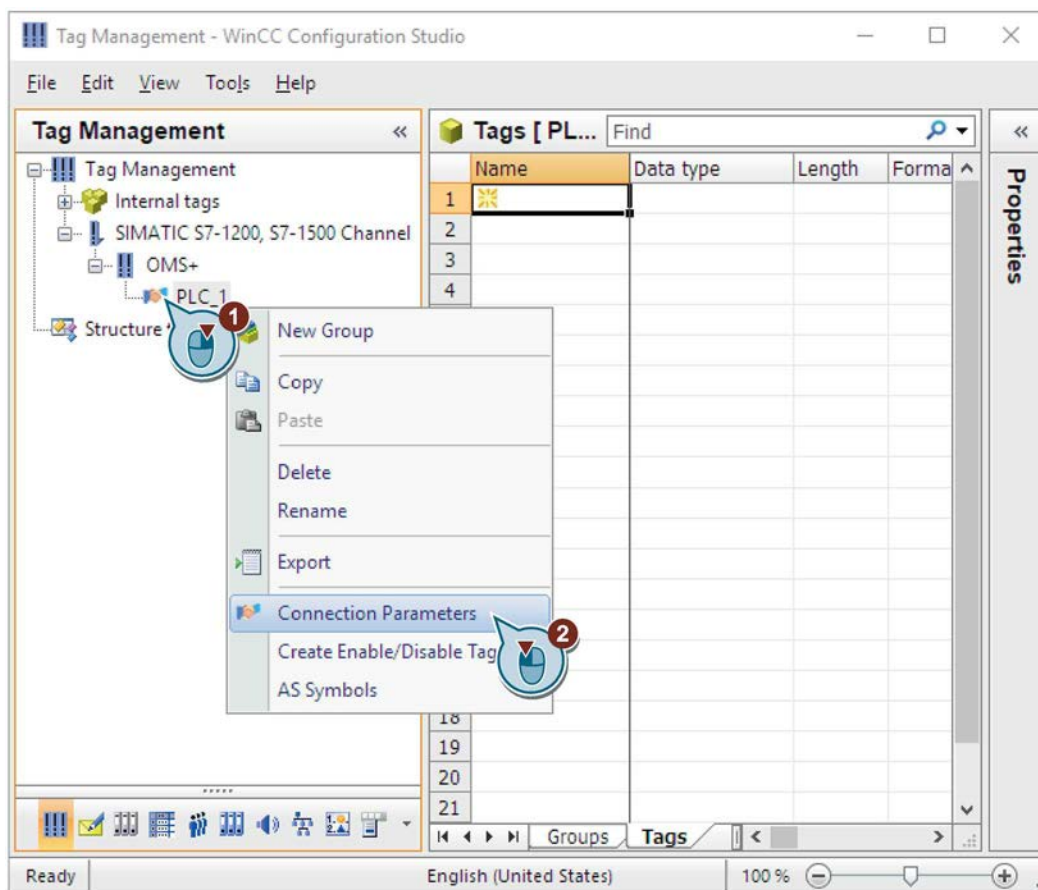 Tag Management - WinCC Configuration Studio
File Edit View Tools Help
Tag Management «
Tags [ PL... Find
«
Properties
Tag Management
Internal tags
SIMATIC S7-1200, S7-1500 Channel
OMS+
PLC_1
Structure
Name Data type Length Forma
1
2
3
4
1
New Group
Copy
Paste
Delete
Rename
Export
Connection Parameters
2
Create Enable/Disable Tag
AS Symbols
18
19
20
21
Groups Tags
Ready English (United States) 100 %